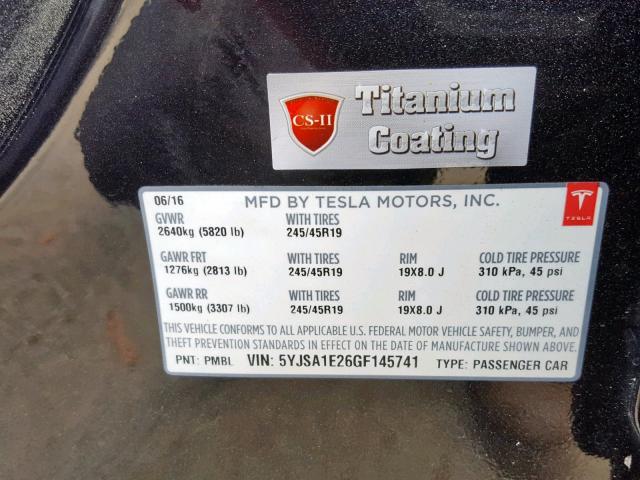 CS-II
Titanium
Coating
06/16 MFD BY TESLA MOTORS, INC.
TESLA
GVWR WITH TIRES
2640kg (5820 lb) 245/45R19
GAWR FRT WITH TIRES RIM COLD TIRE PRESSURE
1276kg (2813 lb) 245/45R19 19X8.0 J 310 kPa, 45 psi
GAWR RR WITH TIRES RIM COLD TIRE PRESSURE
1500kg (3307 lb) 245/45R19 19X8.0 J 310 kPa, 45 psi
THIS VEHICLE CONFORMS TO ALL APPLICABLE U.S. FEDERAL MOTOR VEHICLE SAFETY, BUMPER, AND
THEFT PREVENTION STANDARDS IN EFFECT ON THE DATE OF MANUFACTURE SHOWN ABOVE.
PNT: PMBL VIN: 5YJSA1E26GF145741 TYPE: PASSENGER CAR